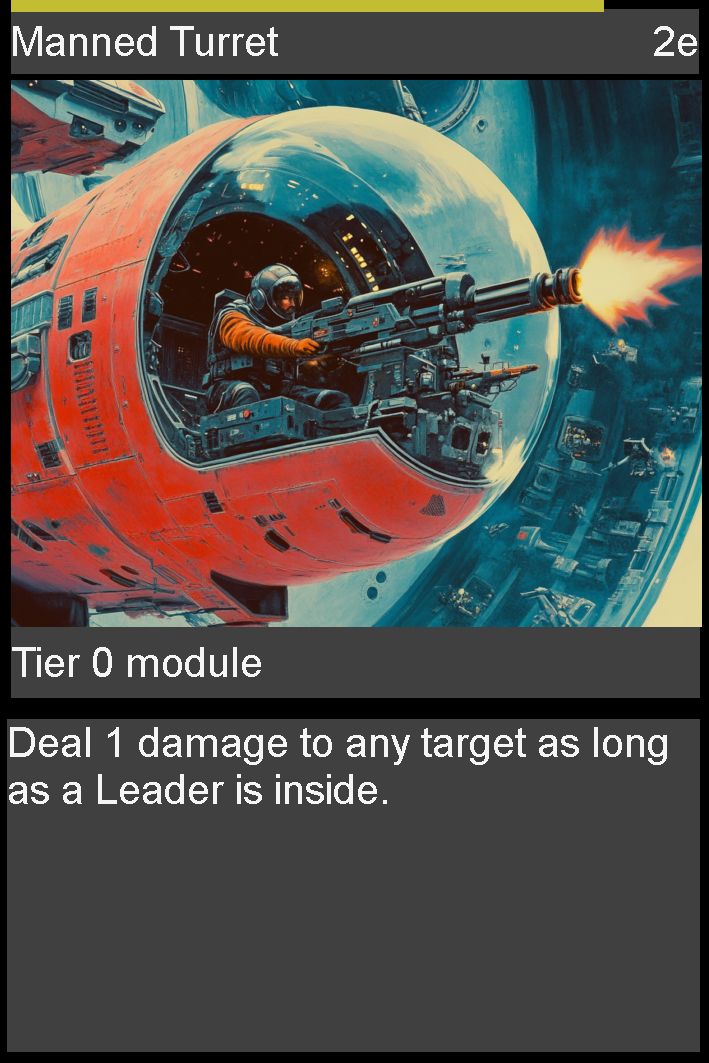 Manned Turret 2e
Tier 0 module
Deal 1 damage to any target as long
as a Leader is inside.